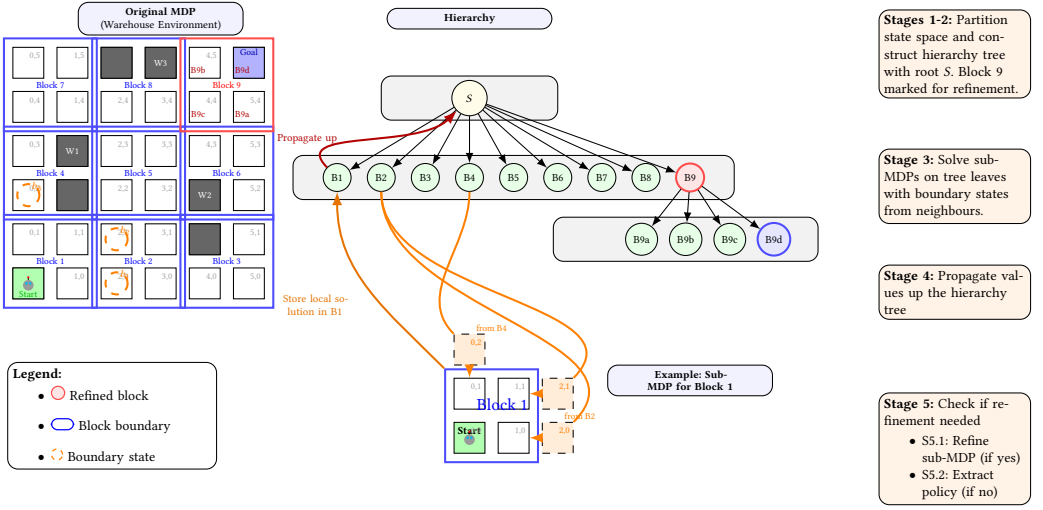 Original MDP
(Warehouse Environment)
Hierarchy
0,5
1,5
W3
4,5
B9b
Goal
B9d
Block 7
Block 8
Block 9
0,4
1,4
2,4
3,4
4,4
B9c
5,4
B9a
0,3
W1
2,3
3,3
4,5
5,3
Block 4
Block 5
Block 6
2,2
3,2
W2
5,2
0,1
1,1
3,1
5,1
Block 1
Block 2
Block 3
Start
1,0
2,0
3,0
4,0
5,0
S
Propagate up
B1
B2
B3
B4
B5
B6
B7
B8
B9
B9a
B9b
B9c
B9d
Store local so-
lution in B1
from B4
0,2
0,1
1,1
2,1
Block 1
from B2
Start
1,0
2,0
Example: Sub-
MDP for Block 1
Legend:
• Refined block
• Block boundary
• Boundary state
Stages 1-2: Partition
state space and con-
struct hierarchy tree
with root S. Block 9
marked for refinement.
Stage 3: Solve sub-
MDPs on tree leaves
with boundary states
from neighbours.
Stage 4: Propagate val-
ues up the hierarchy
tree
Stage 5: Check if re-
finement needed
• S5.1: Refine
sub-MDP (if yes)
• S5.2: Extract
policy (if no)